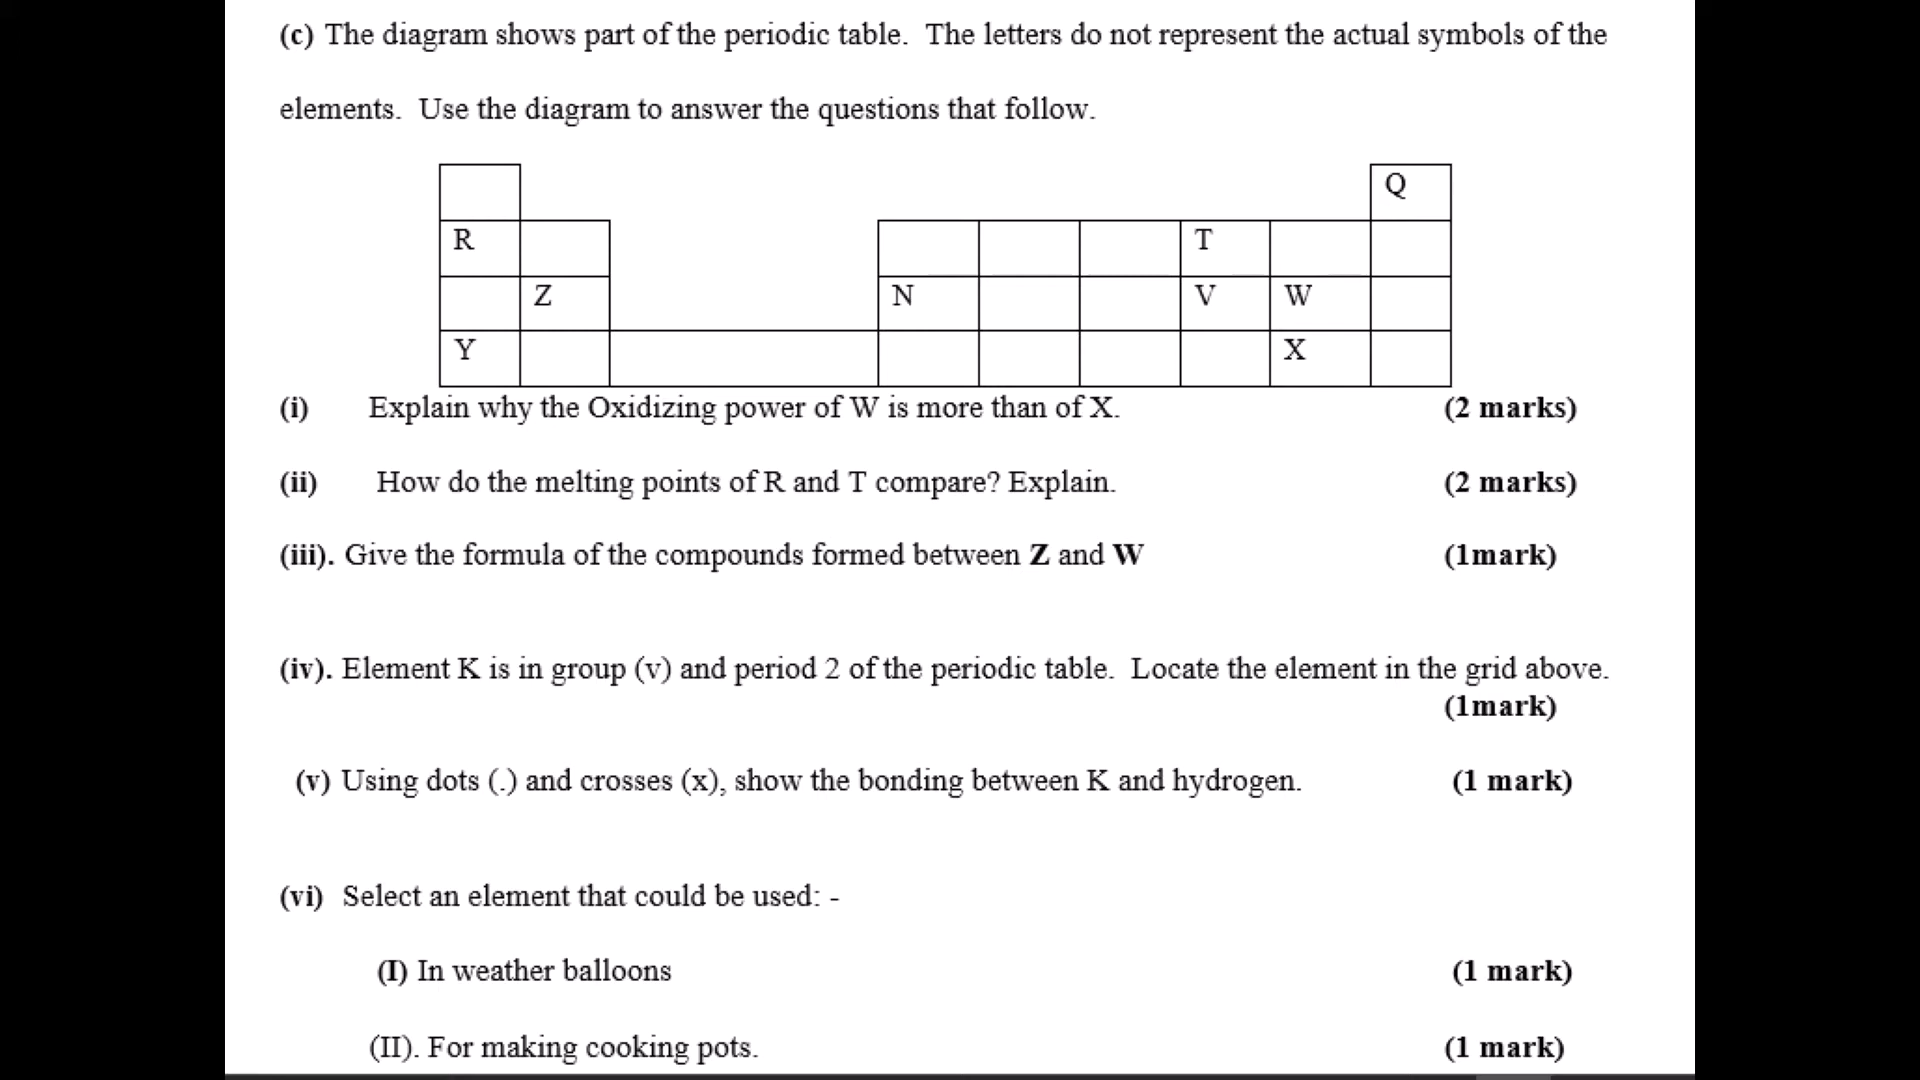 (c) The diagram shows part of the periodic table. The letters do not represent the actual symbols of the
elements. Use the diagram to answer the questions that follow.
Q
R T
Z N V W
Y X
(i) Explain why the Oxidizing power of W is more than of X. (2 marks)
(ii) How do the melting points of R and T compare? Explain. (2 marks)
(iii). Give the formula of the compounds formed between Z and W (1mark)
(iv). Element K is in group (v) and period 2 of the periodic table. Locate the element in the grid above.
(1mark)
(v) Using dots (.) and crosses (x), show the bonding between K and hydrogen. (1 mark)
(vi) Select an element that could be used: -
(I) In weather balloons (1 mark)
(II). For making cooking pots. (1 mark)